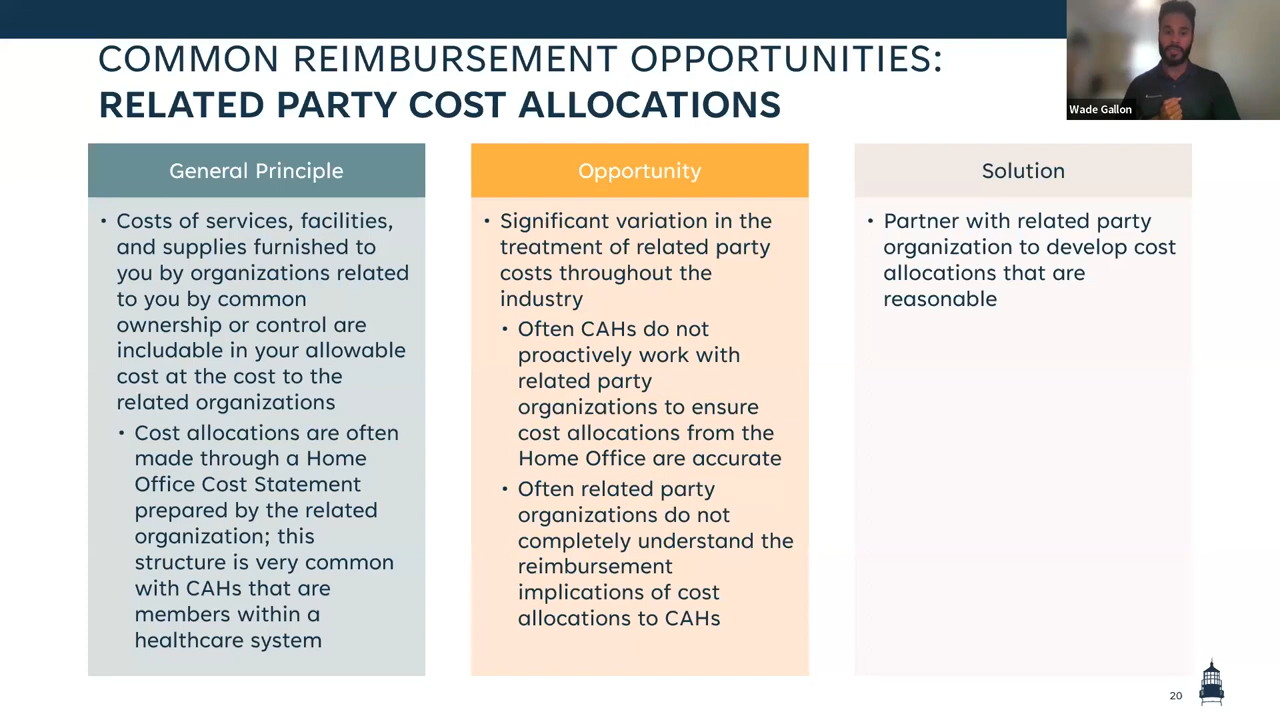 COMMON REIMBURSEMENT OPPORTUNITIES:
RELATED PARTY COST ALLOCATIONS
Wade Gallon
General Principle
• Costs of services, facilities,
and supplies furnished to
you by organizations related
to you by common
ownership or control are
includable in your allowable
cost at the cost to the
related organizations
• Cost allocations are often
made through a Home
Office Cost Statement
prepared by the related
organization; this
structure is very common
with CAHs that are
members within a
healthcare system
Opportunity
• Significant variation in the
treatment of related party
costs throughout the
industry
• Often CAHs do not
proactively work with
related party
organizations to ensure
cost allocations from the
Home Office are accurate
• Often related party
organizations do not
completely understand the
reimbursement
implications of cost
allocations to CAHs
Solution
• Partner with related party
organization to develop cost
allocations that are
reasonable
20